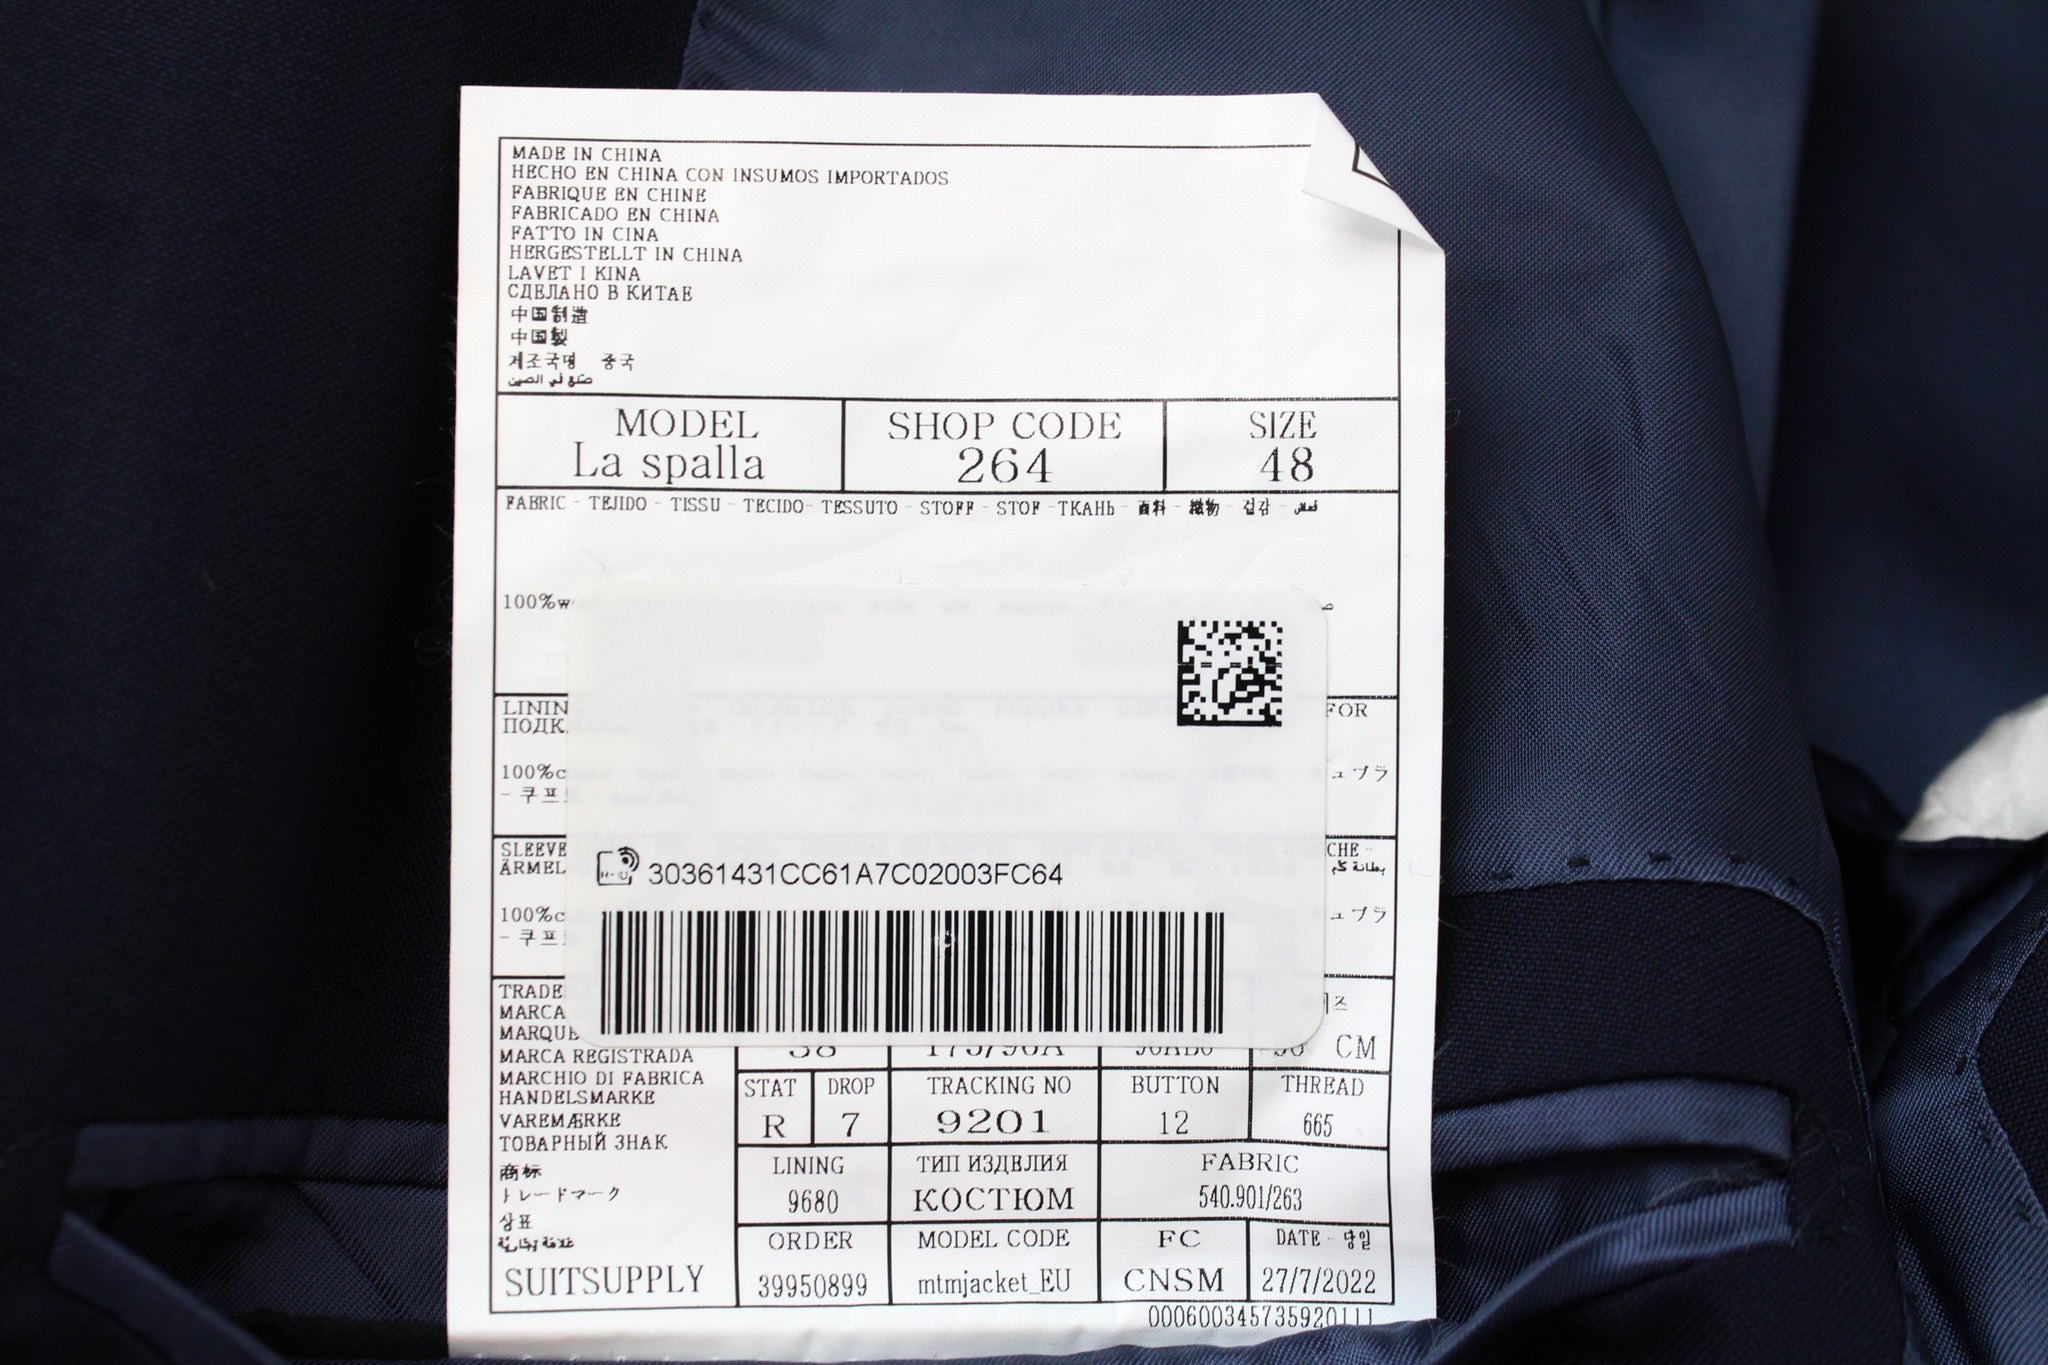 MADE IN CHINA
HECHO EN CHINA CON INSUMOS IMPORTADOS
FABRIQUE EN CHINE
FABRICADO EN CHINA
FATTO IN CINA
HERGESTELLT IN CHINA
LAVET I KINA
СДЕЛАНО В КИТАЕ
中国制造
中国製
제조국명 중국
صنع في الصين
MODEL
La spalla
SHOP CODE
264
SIZE
48
FABRIC - TEJIDO - TISSU - TECIDO - TESSUTO - STOFF - STOF - ТКАНЬ - 面料 - 織物 - 겉감 -
100%w
LININ
FOR
ПОДК
100%c
ュプラ
- 쿠프
SLEEVE
CHE -
ÄRMEL
بطانة كم
30361431CC61A7C02003FC64
100%c
ュプラ
- 쿠프
TRADE
MARCA
MARQUE
MARCA REGISTRADA
MARCHIO DI FABRICA
HANDELSMARKE
VAREMÆRKE
ТОВАРНЫЙ ЗНАК
商标
トレードマーク
상표
SUITSUPPLY
CM
STAT
R
DROP
7
TRACKING NO
9201
BUTTON
12
THREAD
665
LINING
9680
ТИП ИЗДЕЛИЯ
КОСТЮМ
FABRIC
540.901/263
ORDER
39950899
MODEL CODE
mtmjacket_EU
FC
CNSM
DATE -
27/7/2022
000600345735920111